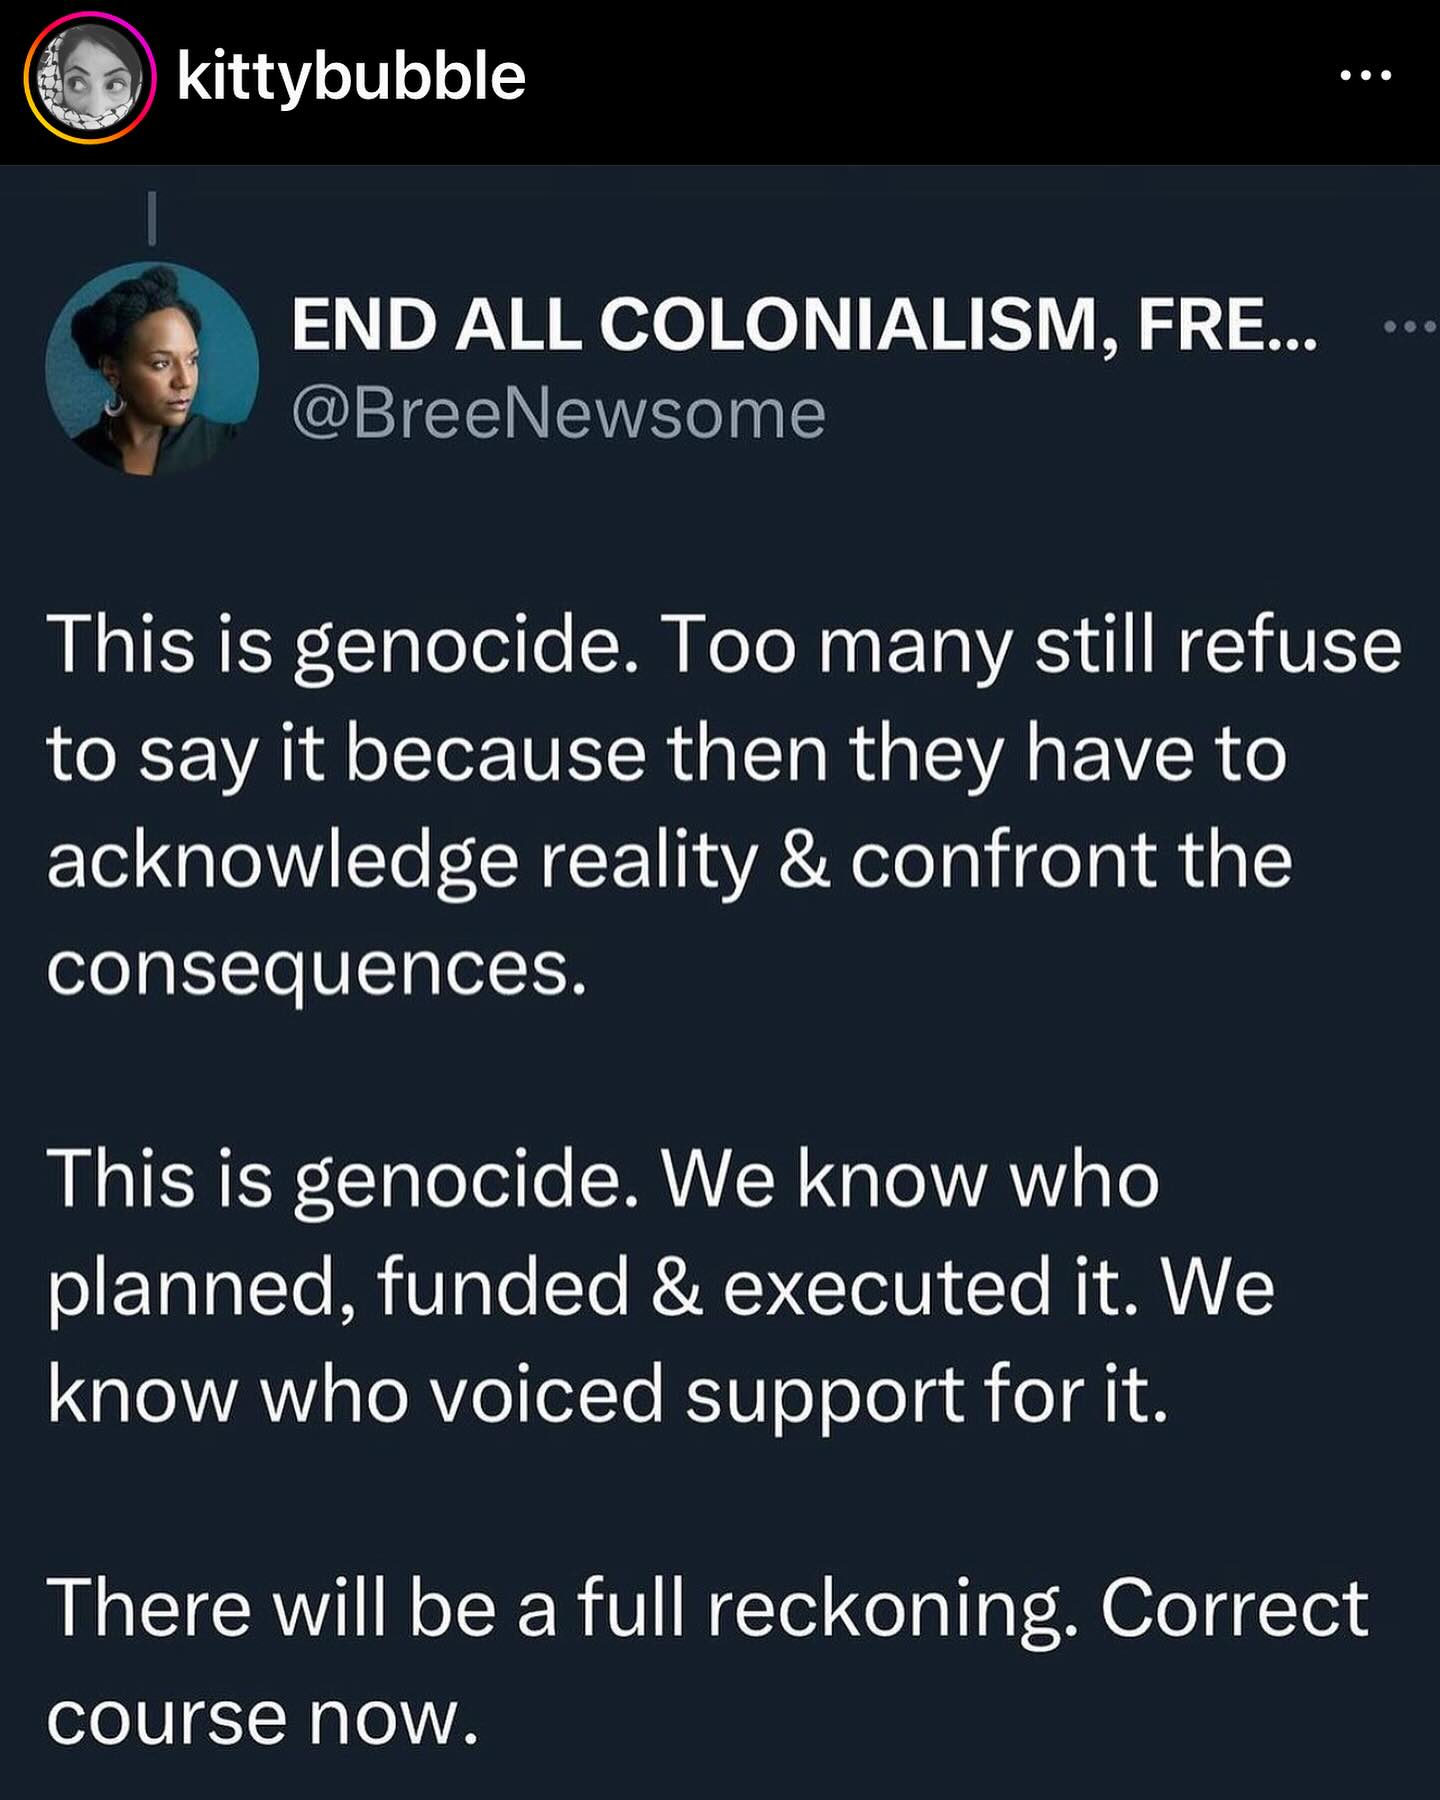 kittybubble
END ALL COLONIALISM, FRE...
@BreeNewsome
This is genocide. Too many still refuse
to say it because then they have to
acknowledge reality & confront the
consequences.
This is genocide. We know who
planned, funded & executed it. We
know who voiced support for it.
There will be a full reckoning. Correct
course now.